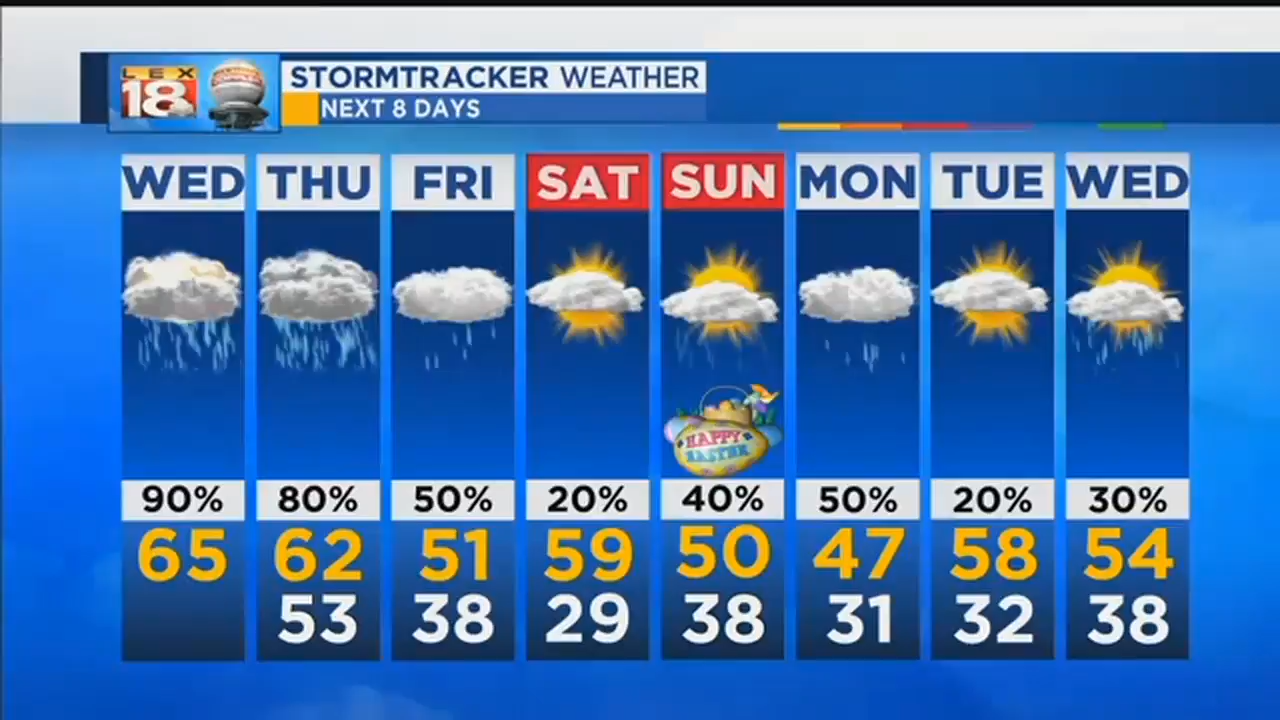 LEX
18
STORMTRACKER WEATHER
NEXT 8 DAYS
WED THU FRI SAT SUN MON TUE WED
HAPPY
EASTER
90% 80% 50% 20% 40% 50% 20% 30%
65 62 51 59 50 47 58 54
53 38 29 38 31 32 38